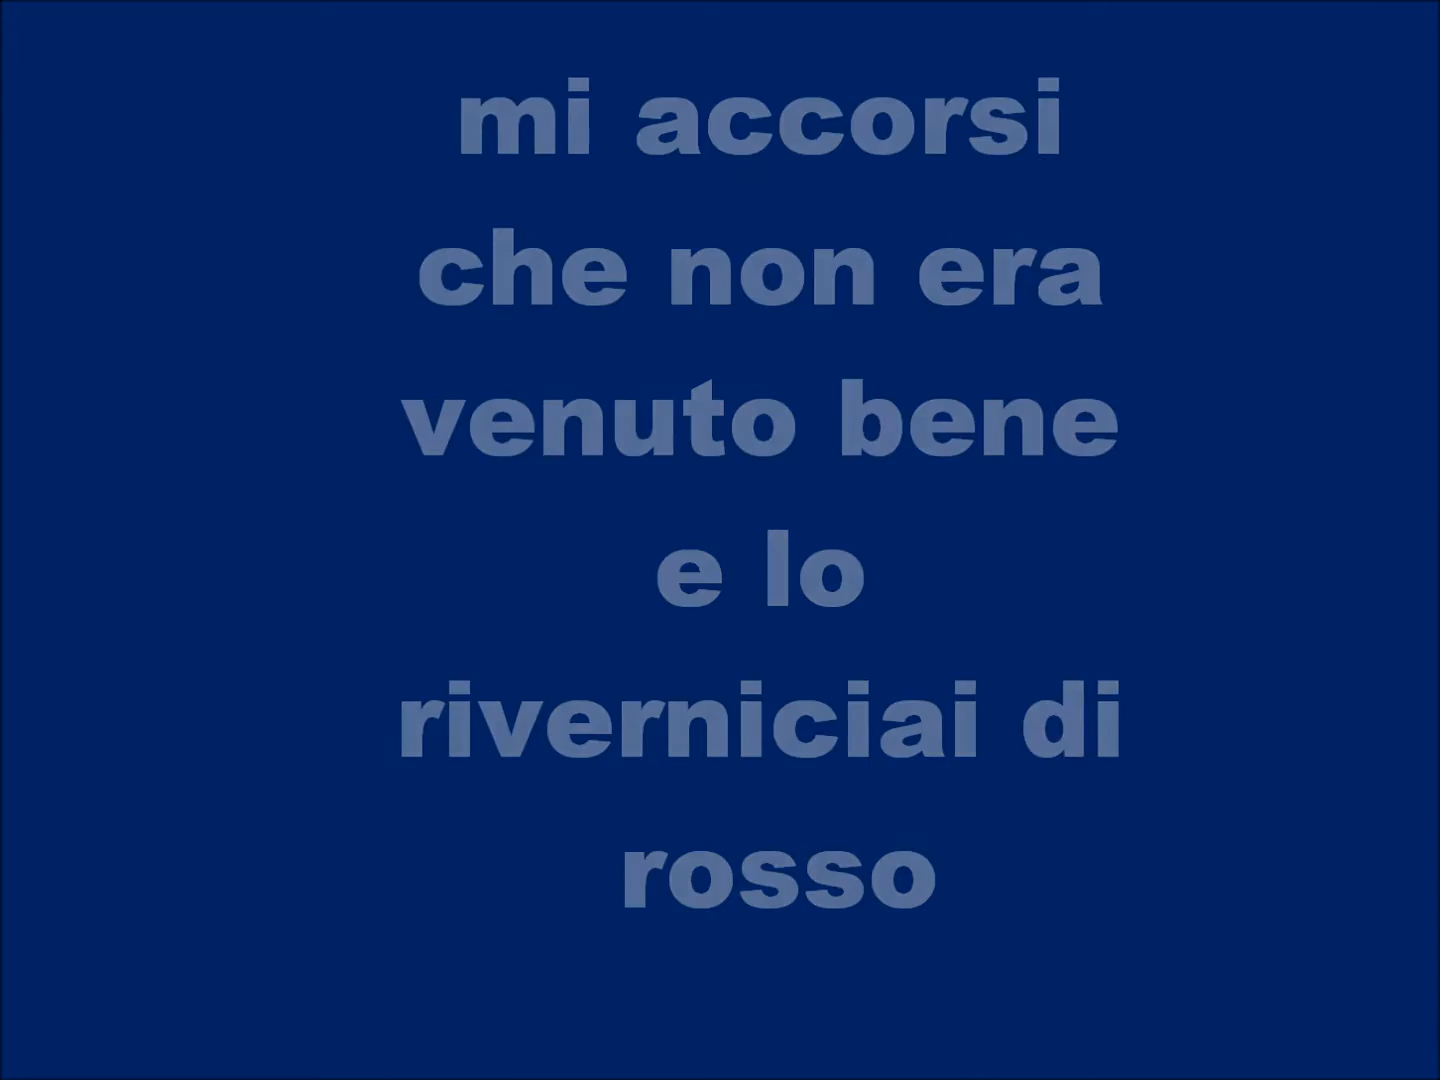 mi accorsi
che non era
venuto bene
e lo
riverniciai di
rosso